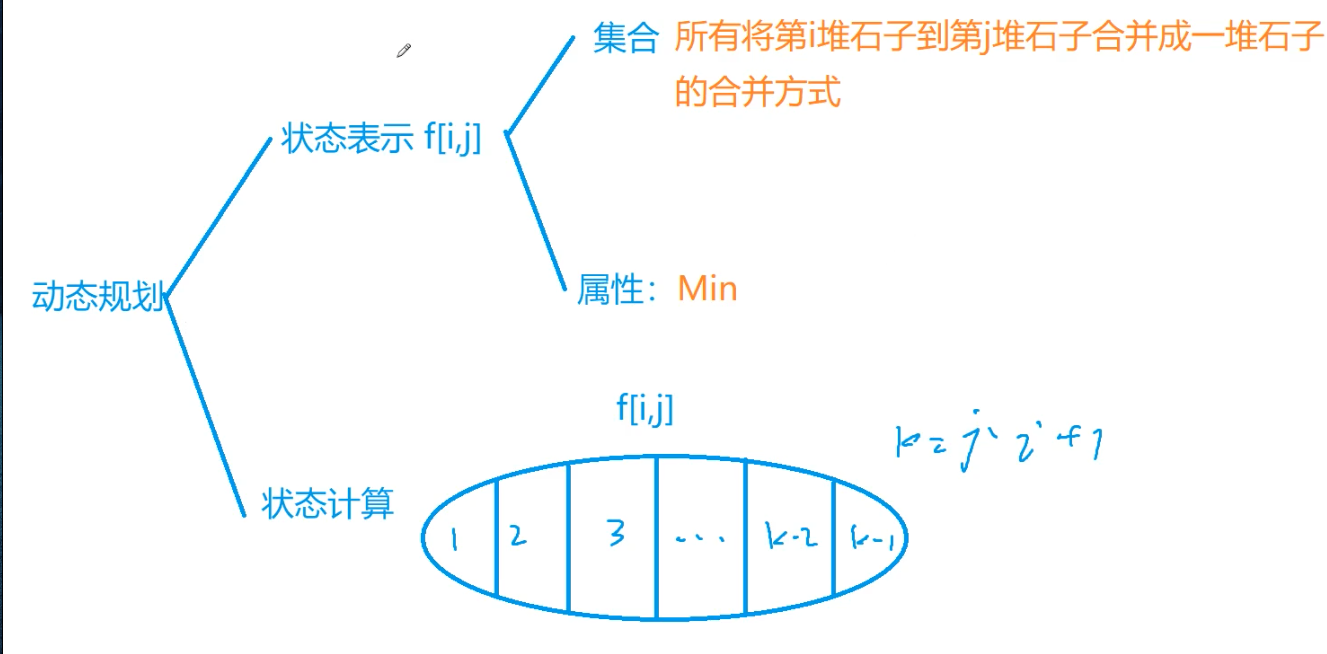 集合 所有将第i堆石子到第j堆石子合并成一堆石子
的合并方式
状态表示 f[i,j]
动态规划
属性：Min
f[i,j]
k=j-i+1
状态计算
1 2 3 ... k-2 k-1